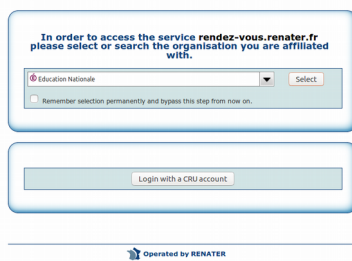 In order to access the service rendez-vous.renater.fr
please select or search the organisation you are affiliated
with.
Education Nationale
Select
Remember selection permanently and bypass this step from now on.
Login with a CRU account
Operated by RENATER